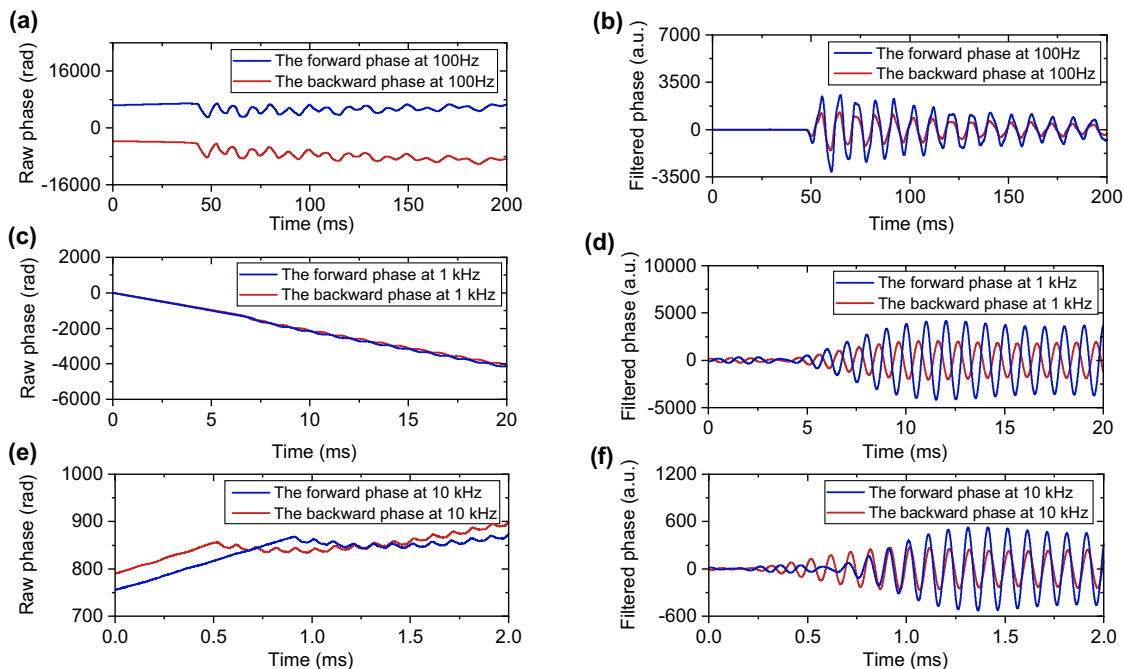 (a)
Raw phase (rad)
16000
0
-16000
The forward phase at 100Hz
The backward phase at 100Hz
0 50 100 150 200
Time (ms)
(b)
Filtered phase (a.u.)
7000
3500
0
-3500
The forward phase at 100Hz
The backward phase at 100Hz
0 50 100 150 200
Time (ms)
(c)
Raw phase (rad)
2000
0
-2000
-4000
-6000
The forward phase at 1 kHz
The backward phase at 1 kHz
0 5 10 15 20
Time (ms)
(d)
Filtered phase (a.u.)
10000
5000
0
-5000
The forward phase at 1 kHz
The backward phase at 1 kHz
0 5 10 15 20
Time (ms)
(e)
Raw phase (rad)
1000
900
800
700
The forward phase at 10 kHz
The backward phase at 10 kHz
0.0 0.5 1.0 1.5 2.0
Time (ms)
(f)
Filtered phase (a.u.)
1200
600
0
-600
The forward phase at 10 kHz
The backward phase at 10 kHz
0.0 0.5 1.0 1.5 2.0
Time (ms)